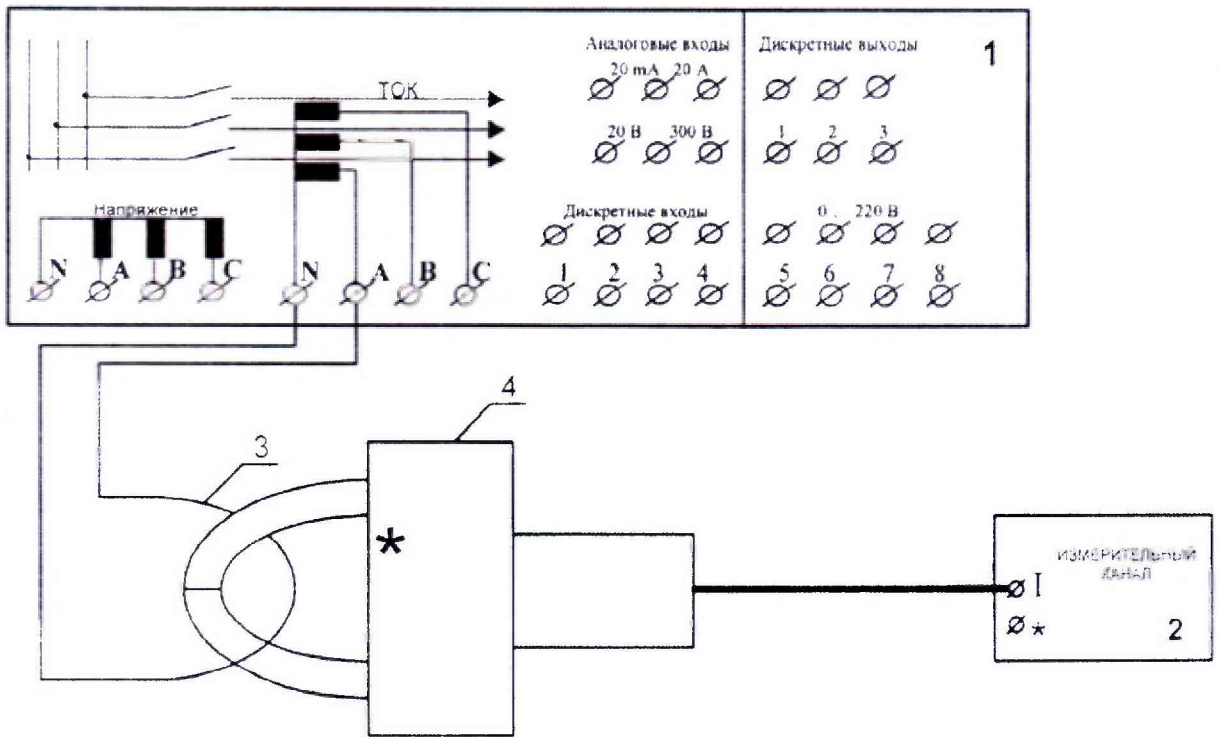 Аналоговые входы
Дискретные выходы
1
20 mA 20 A
ТОК
20 В 300 В
1 2 3
Напряжение
Дискретные входы
0 . 220 В
N A B C
N A B C
1 2 3 4
5 6 7 8
4
3
*
ИЗМЕРИТЕЛЬНЫЙ
КАНАЛ
I
*
2